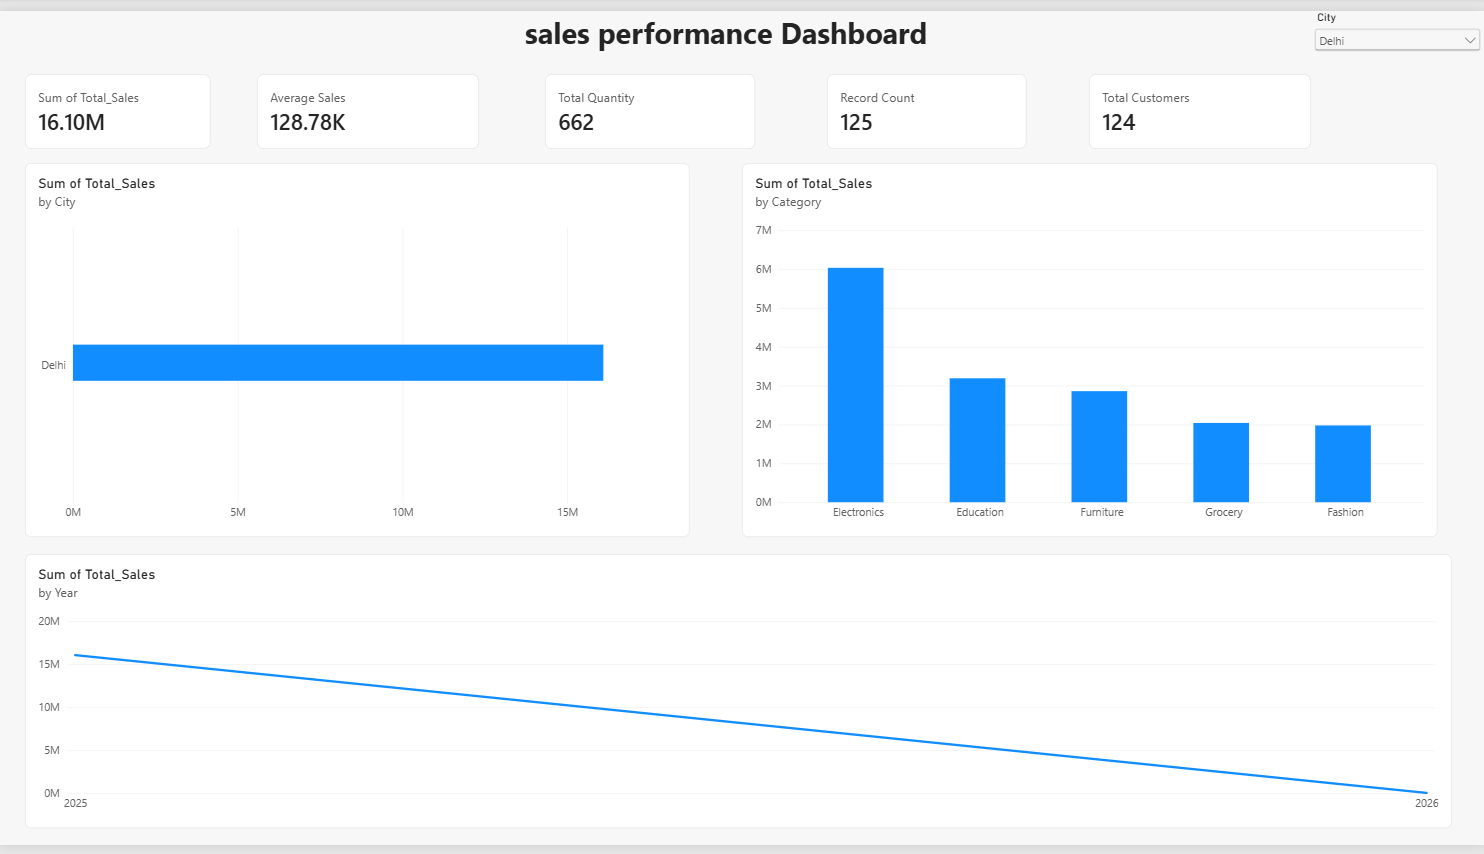 sales performance Dashboard
City
Delhi
Sum of Total_Sales
16.10M
Average Sales
128.78K
Total Quantity
662
Record Count
125
Total Customers
124
Sum of Total_Sales
by City
Delhi
0M 5M 10M 15M
Sum of Total_Sales
by Category
7M
6M
5M
4M
3M
2M
1M
0M
Electronics Education Furniture Grocery Fashion
Sum of Total_Sales
by Year
20M
15M
10M
5M
0M
2025 2026